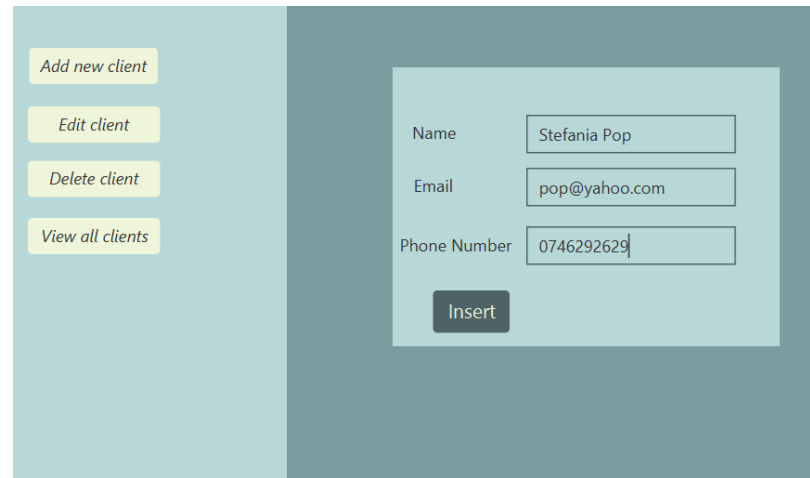 Add new client
Edit client
Delete client
View all clients
Name
Stefania Pop
Email
pop@yahoo.com
Phone Number
0746292629
Insert